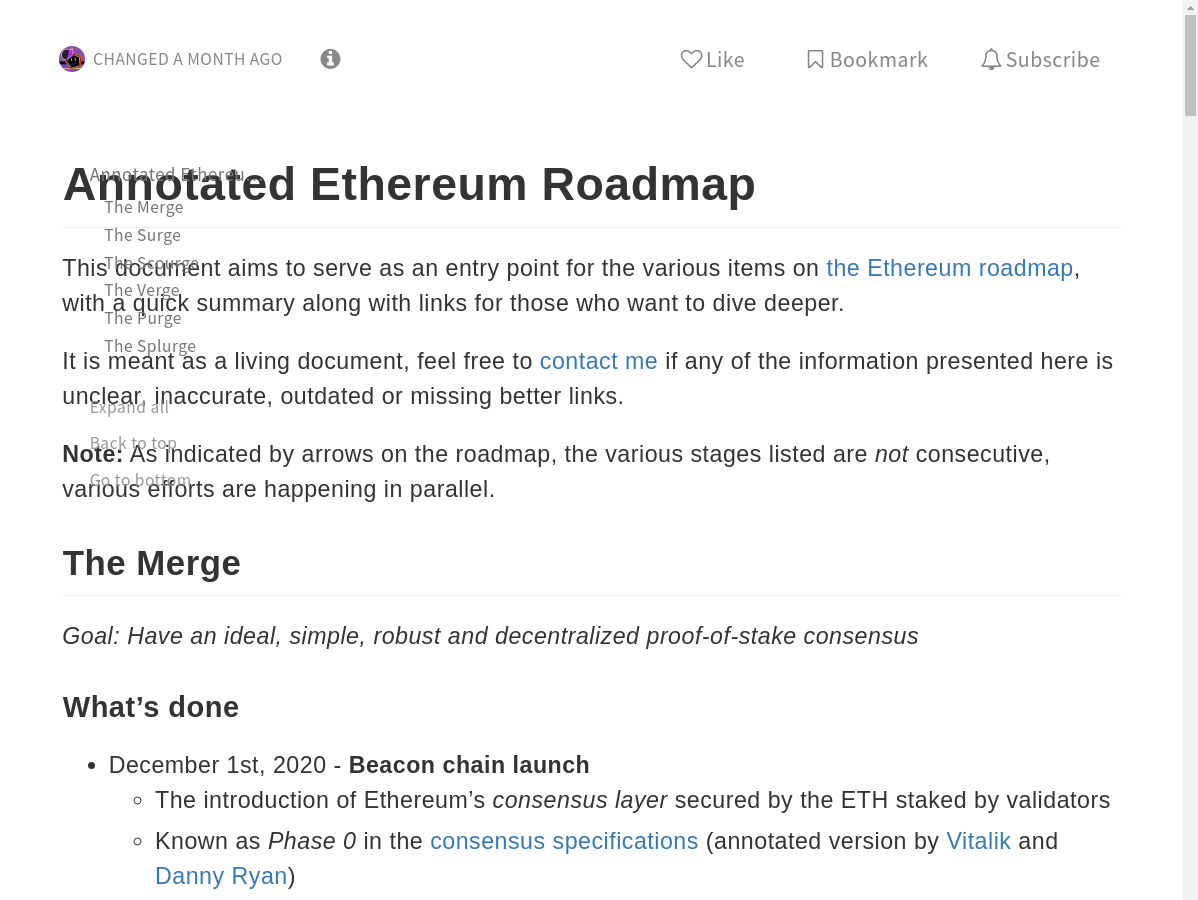 CHANGED A MONTH AGO
Like
Bookmark
Subscribe
Annotated Ethereum Roadmap
Annotated Ethereu…
The Merge
The Surge
The Scourge
The Verge
The Purge
The Splurge
Expand all
Back to top
Go to bottom
This document aims to serve as an entry point for the various items on the Ethereum roadmap,
with a quick summary along with links for those who want to dive deeper.
It is meant as a living document, feel free to contact me if any of the information presented here is
unclear, inaccurate, outdated or missing better links.
Note: As indicated by arrows on the roadmap, the various stages listed are not consecutive,
various efforts are happening in parallel.
The Merge
Goal: Have an ideal, simple, robust and decentralized proof-of-stake consensus
What’s done
• December 1st, 2020 - Beacon chain launch
○ The introduction of Ethereum’s consensus layer secured by the ETH staked by validators
○ Known as Phase 0 in the consensus specifications (annotated version by Vitalik and
Danny Ryan)